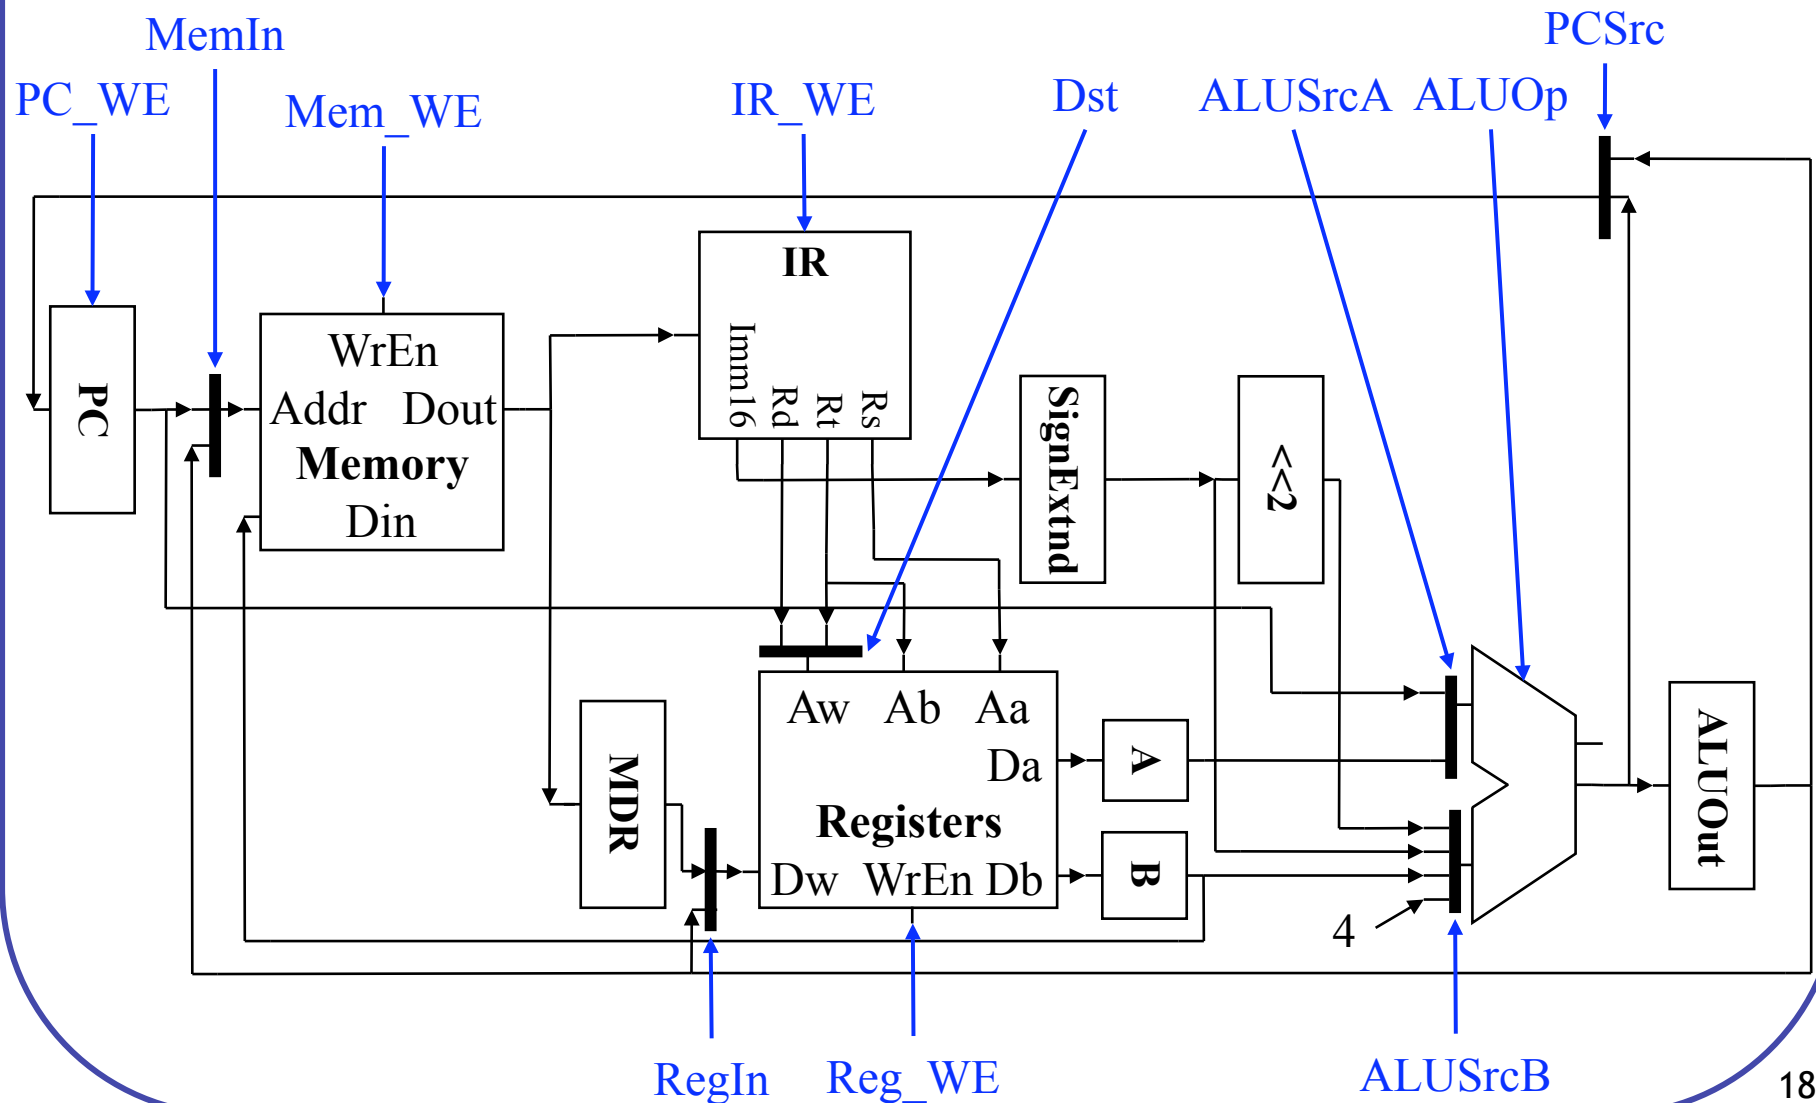 MemIn
PCSrc
PC_WE
Mem_WE
IR_WE
Dst
ALUSrcA
ALUOp
IR
Imm16
Rd
Rt
Rs
PC
WrEn
Addr Dout
Memory
Din
SignExtnd
<<2
MDR
Aw Ab Aa
Da
Registers
Dw WrEn Db
A
B
4
ALUOut
RegIn
Reg_WE
ALUSrcB
18